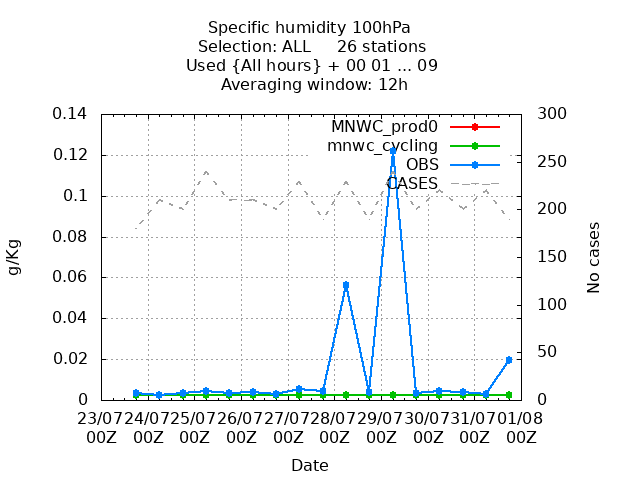 Specific humidity 100hPa
Selection: ALL     26 stations
Used {All hours} + 00 01 ... 09
Averaging window: 12h
MNWC_prod0
mnwc_cycling
OBS
CASES
0.14
0.12
0.1
0.08
0.06
0.04
0.02
0
g/Kg
300
250
200
150
100
50
0
No cases
23/07 24/07 25/07 26/07 27/07 28/07 29/07 30/07 31/07 01/08
00Z 00Z 00Z 00Z 00Z 00Z 00Z 00Z 00Z 00Z
Date